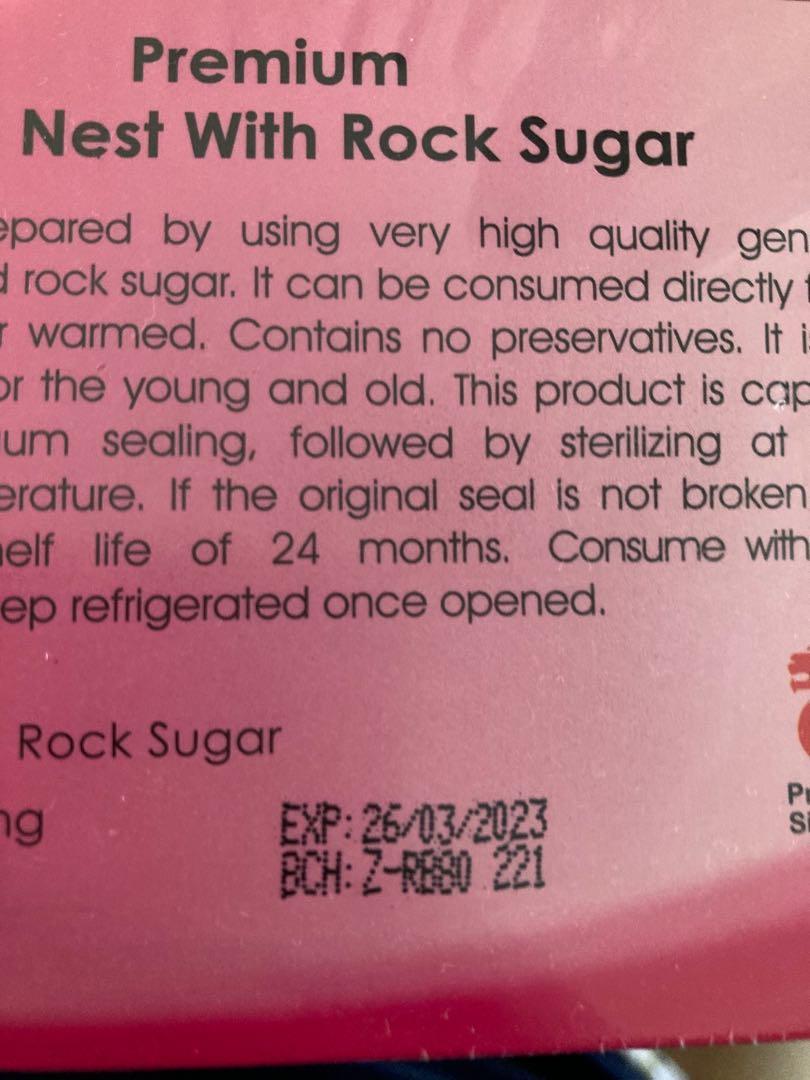 Premium
Nest With Rock Sugar
epared by using very high quality gen
d rock sugar. It can be consumed directly f
r warmed. Contains no preservatives. It is
or the young and old. This product is cap
um sealing, followed by sterilizing at
erature. If the original seal is not broken
elf life of 24 months. Consume with
ep refrigerated once opened.
Rock Sugar
ng
EXP: 26/03/2023
BCH: Z-RB80 221